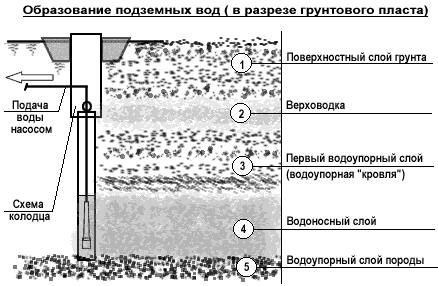 Образование подземных вод ( в разрезе грунтового пласта)
1
Поверхностный слой грунта
Подача
воды
насосом
2
Верховодка
3
Первый водоупорный слой
(водоупорная "кровля")
Схема
колодца
4
Водоносный слой
5
Водоупорный слой породы